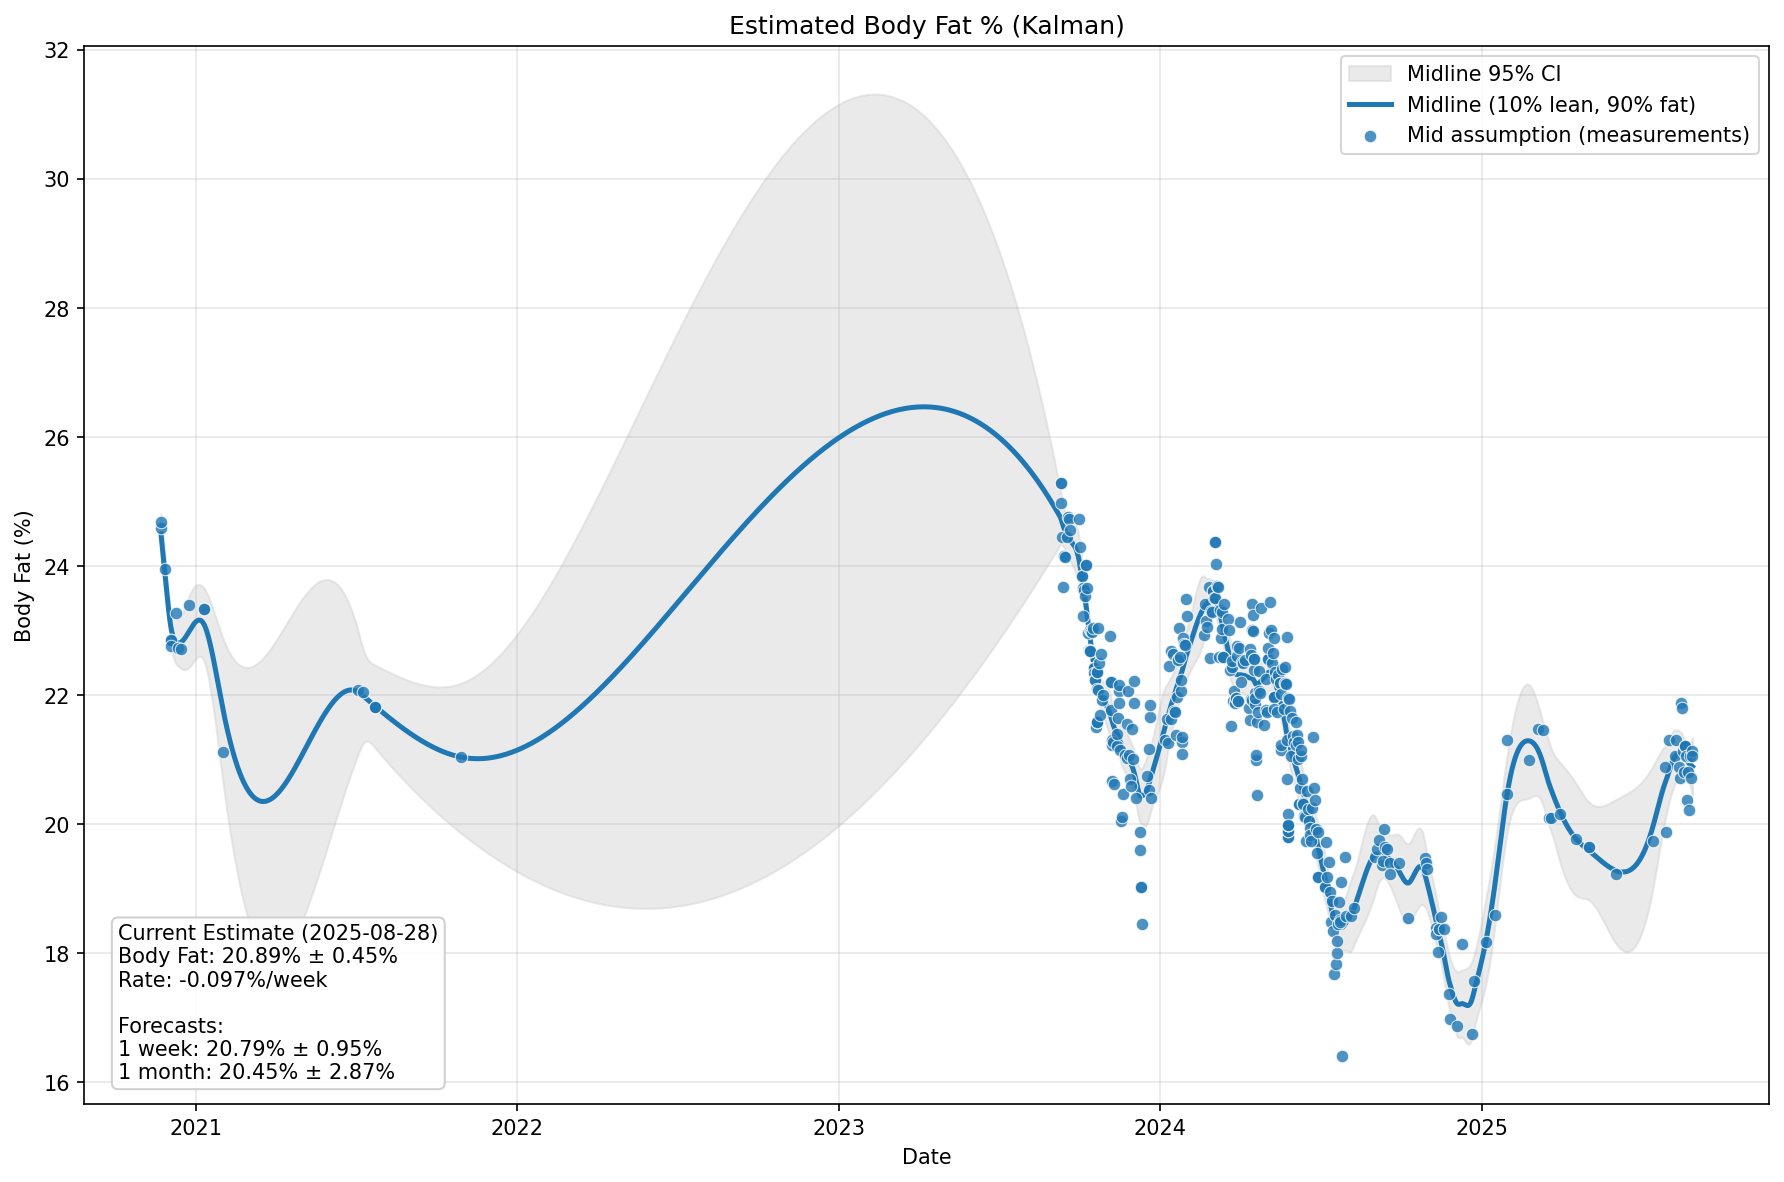 Estimated Body Fat % (Kalman)
32
30
28
26
24
22
20
18
16
Body Fat (%)
Midline 95% CI
Midline (10% lean, 90% fat)
Mid assumption (measurements)
Current Estimate (2025-08-28)
Body Fat: 20.89% ± 0.45%
Rate: -0.097%/week
Forecasts:
1 week: 20.79% ± 0.95%
1 month: 20.45% ± 2.87%
2021 2022 2023 2024 2025
Date